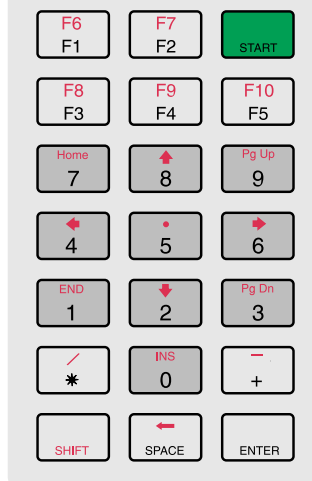 F6 F7
F1 F2 START
F8 F9 F10
F3 F4 F5
Home ↑ Pg Up
7 8 9
← • →
4 5 6
END ↓ Pg Dn
1 2 3
/ INS −
* 0 +
←
SHIFT SPACE ENTER